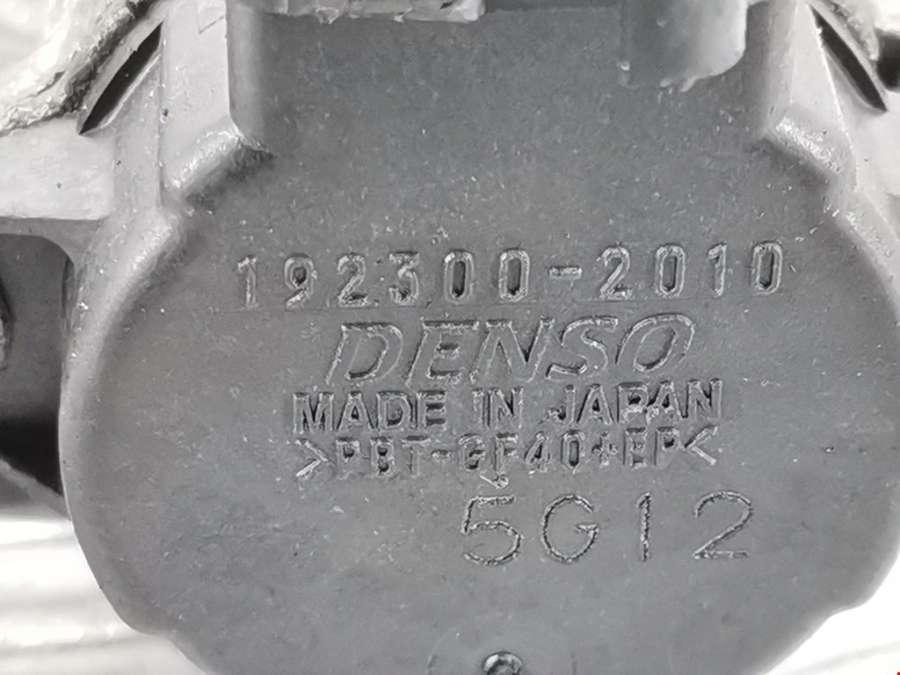 192300-2010
DENSO
MADE IN JAPAN
>PBT-GF40+EP<
5G12